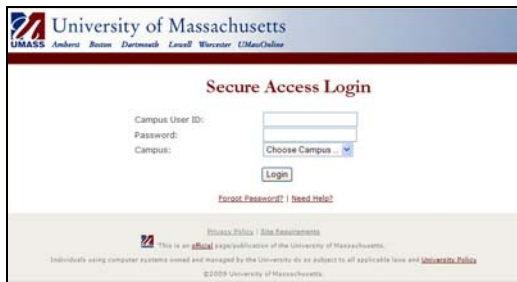 University of Massachusetts
UMASS Amherst Boston Dartmouth Lowell Worcester UMassOnline
Secure Access Login
Campus User ID:
Password:
Campus: Choose Campus ..
Login
Forgot Password? | Need Help?
Privacy Policy | Site Requirements
This is an official page/publication of the University of Massachusetts.
Individuals using computer systems owned and managed by the University do so subject to all applicable laws and University Policy
©2009 University of Massachusetts.